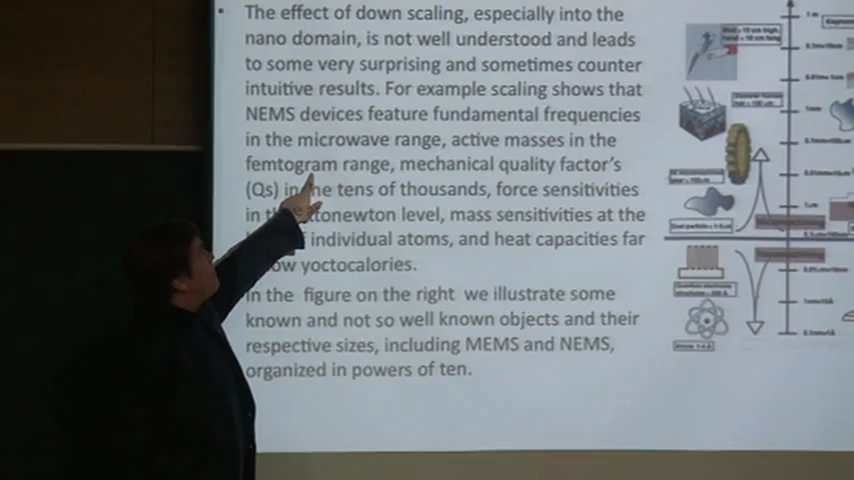 • The effect of down scaling, especially into the
nano domain, is not well understood and leads
to some very surprising and sometimes counter
intuitive results. For example scaling shows that
NEMS devices feature fundamental frequencies
in the microwave range, active masses in the
femtogram range, mechanical quality factor's
(Qs) in the tens of thousands, force sensitivities
in the tonewton level, mass sensitivities at the
individual atoms, and heat capacities far
ow yoctocalories.
In the figure on the right we illustrate some
known and not so well known objects and their
respective sizes, including MEMS and NEMS,
organized in powers of ten.
1 m